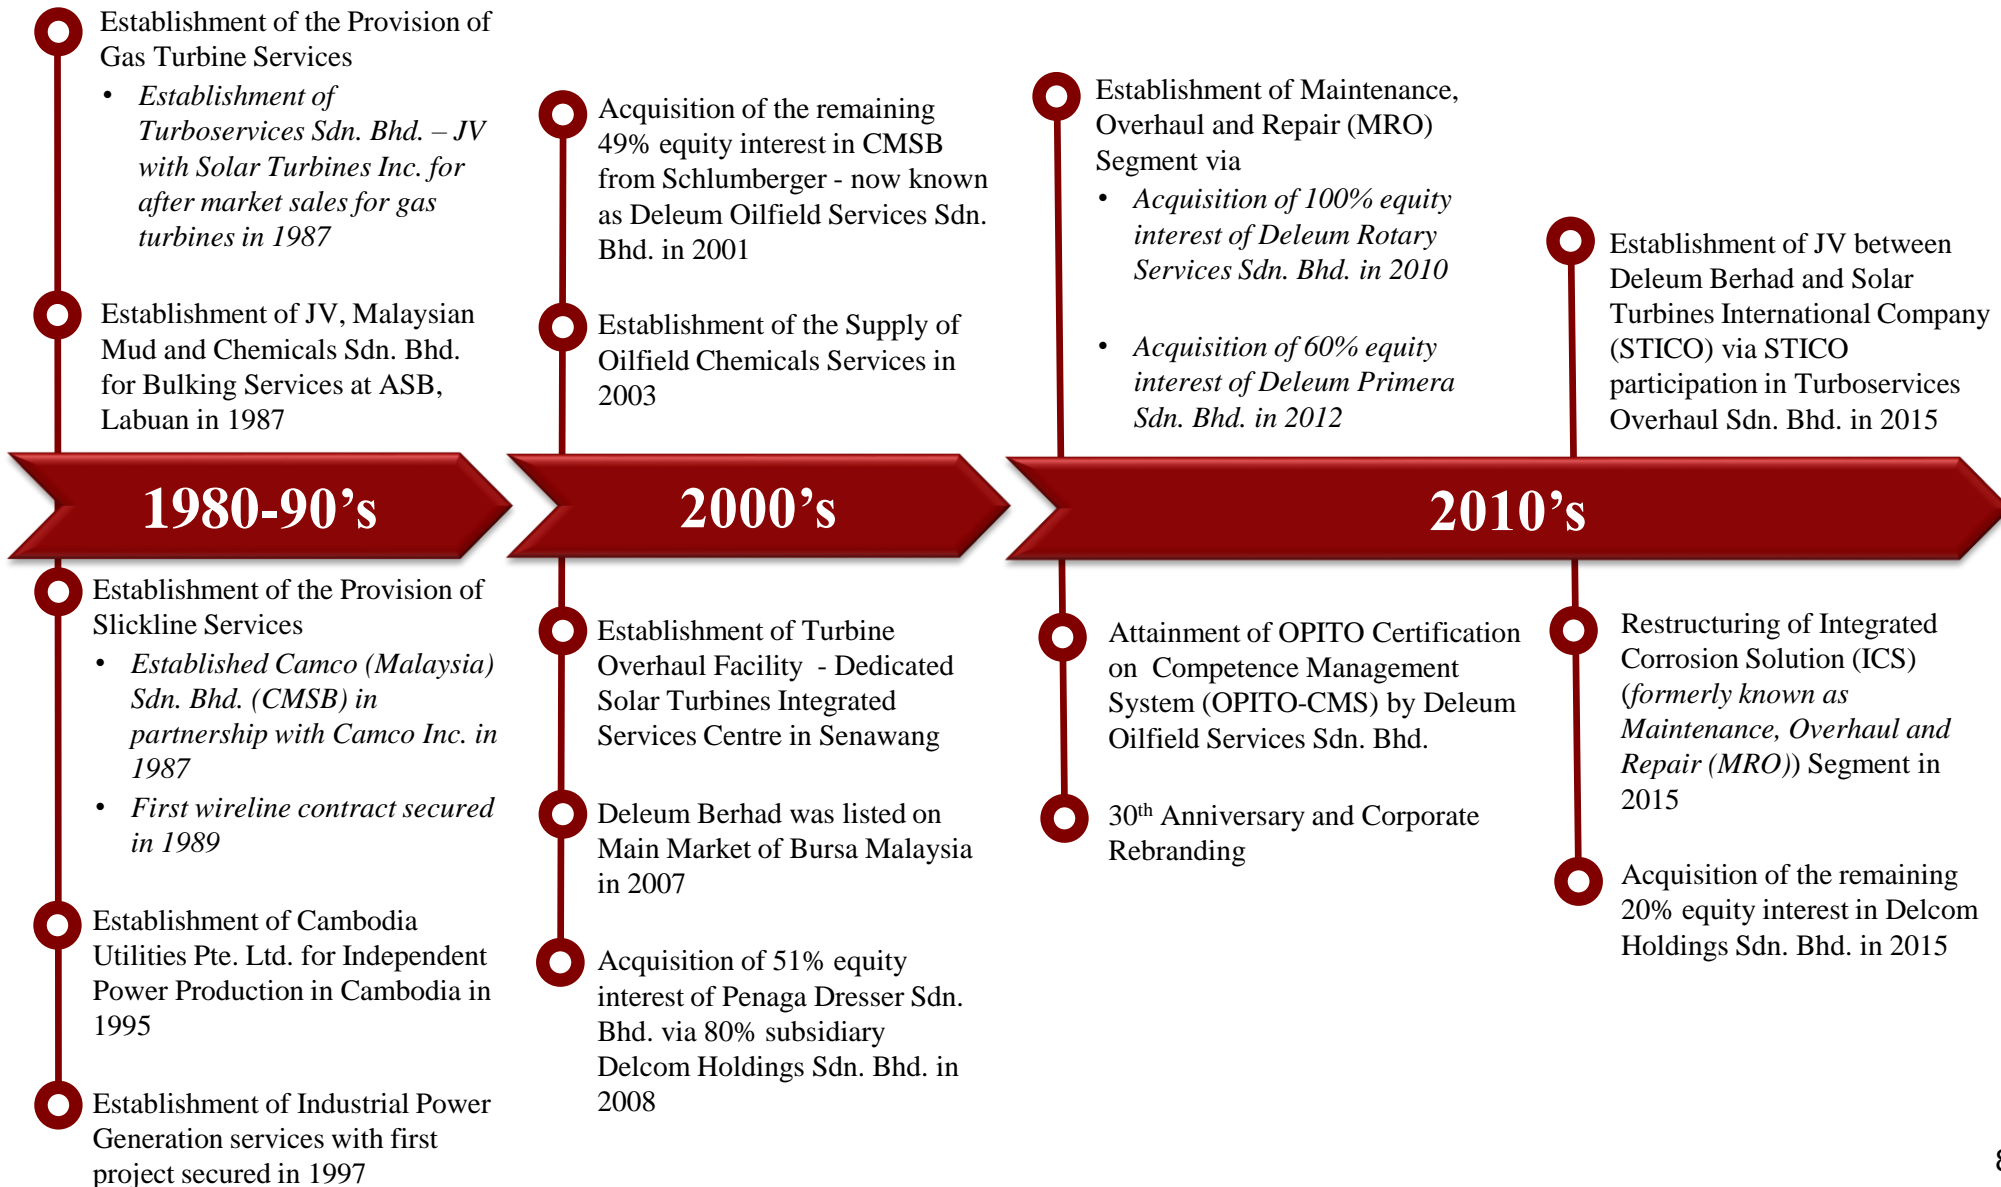 Establishment of the Provision of
Gas Turbine Services
• Establishment of
Turboservices Sdn. Bhd. – JV
with Solar Turbines Inc. for
after market sales for gas
turbines in 1987
Establishment of JV, Malaysian
Mud and Chemicals Sdn. Bhd.
for Bulking Services at ASB,
Labuan in 1987
Acquisition of the remaining
49% equity interest in CMSB
from Schlumberger - now known
as Deleum Oilfield Services Sdn.
Bhd. in 2001
Establishment of the Supply of
Oilfield Chemicals Services in
2003
Establishment of Maintenance,
Overhaul and Repair (MRO)
Segment via
• Acquisition of 100% equity
interest of Deleum Rotary
Services Sdn. Bhd. in 2010
• Acquisition of 60% equity
interest of Deleum Primera
Sdn. Bhd. in 2012
Establishment of JV between
Deleum Berhad and Solar
Turbines International Company
(STICO) via STICO
participation in Turboservices
Overhaul Sdn. Bhd. in 2015
1980-90’s
2000’s
2010’s
Establishment of the Provision of
Slickline Services
• Established Camco (Malaysia)
Sdn. Bhd. (CMSB) in
partnership with Camco Inc. in
1987
• First wireline contract secured
in 1989
Establishment of Cambodia
Utilities Pte. Ltd. for Independent
Power Production in Cambodia in
1995
Establishment of Industrial Power
Generation services with first
project secured in 1997
Establishment of Turbine
Overhaul Facility - Dedicated
Solar Turbines Integrated
Services Centre in Senawang
Deleum Berhad was listed on
Main Market of Bursa Malaysia
in 2007
Acquisition of 51% equity
interest of Penaga Dresser Sdn.
Bhd. via 80% subsidiary
Delcom Holdings Sdn. Bhd. in
2008
Attainment of OPITO Certification
on Competence Management
System (OPITO-CMS) by Deleum
Oilfield Services Sdn. Bhd.
30th Anniversary and Corporate
Rebranding
Restructuring of Integrated
Corrosion Solution (ICS)
(formerly known as
Maintenance, Overhaul and
Repair (MRO)) Segment in
2015
Acquisition of the remaining
20% equity interest in Delcom
Holdings Sdn. Bhd. in 2015